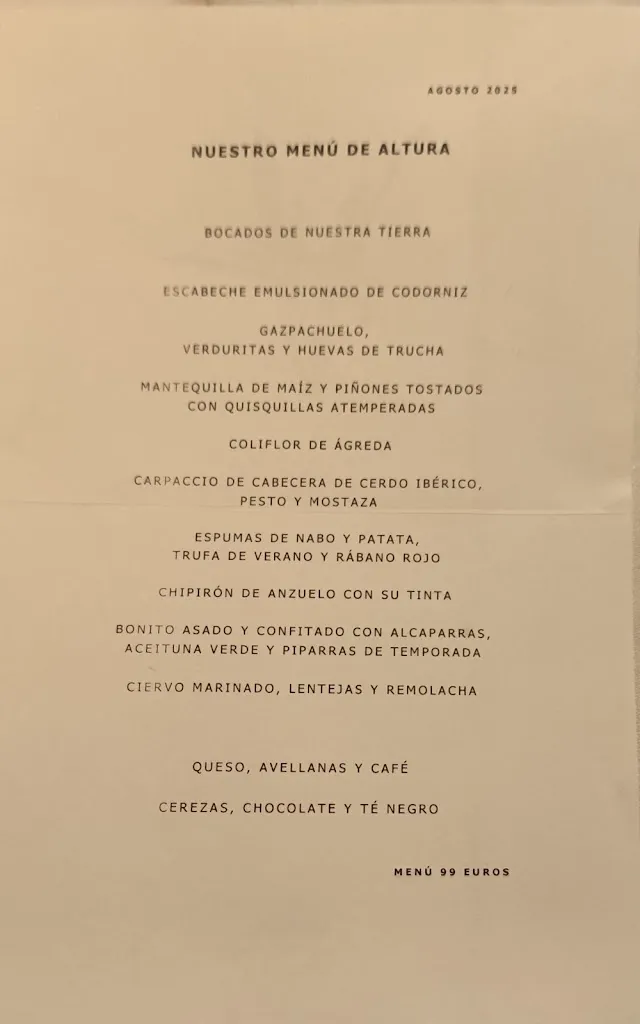 AGOSTO 2025
NUESTRO MENÚ DE ALTURA
BOCADOS DE NUESTRA TIERRA
ESCABECHE EMULSIONADO DE CODORNIZ
GAZPACHUELO,
VERDURITAS Y HUEVAS DE TRUCHA
MANTEQUILLA DE MAÍZ Y PIÑONES TOSTADOS
CON QUISQUILLAS ATEMPERADAS
COLIFLOR DE ÁGREDA
CARPACCIO DE CABECERA DE CERDO IBÉRICO,
PESTO Y MOSTAZA
ESPUMAS DE NABO Y PATATA,
TRUFA DE VERANO Y RÁBANO ROJO
CHIPIRÓN DE ANZUELO CON SU TINTA
BONITO ASADO Y CONFITADO CON ALCAPARRAS,
ACEITUNA VERDE Y PIPARRAS DE TEMPORADA
CIERVO MARINADO, LENTEJAS Y REMOLACHA
QUESO, AVELLANAS Y CAFÉ
CEREZAS, CHOCOLATE Y TÉ NEGRO
MENÚ 99 EUROS